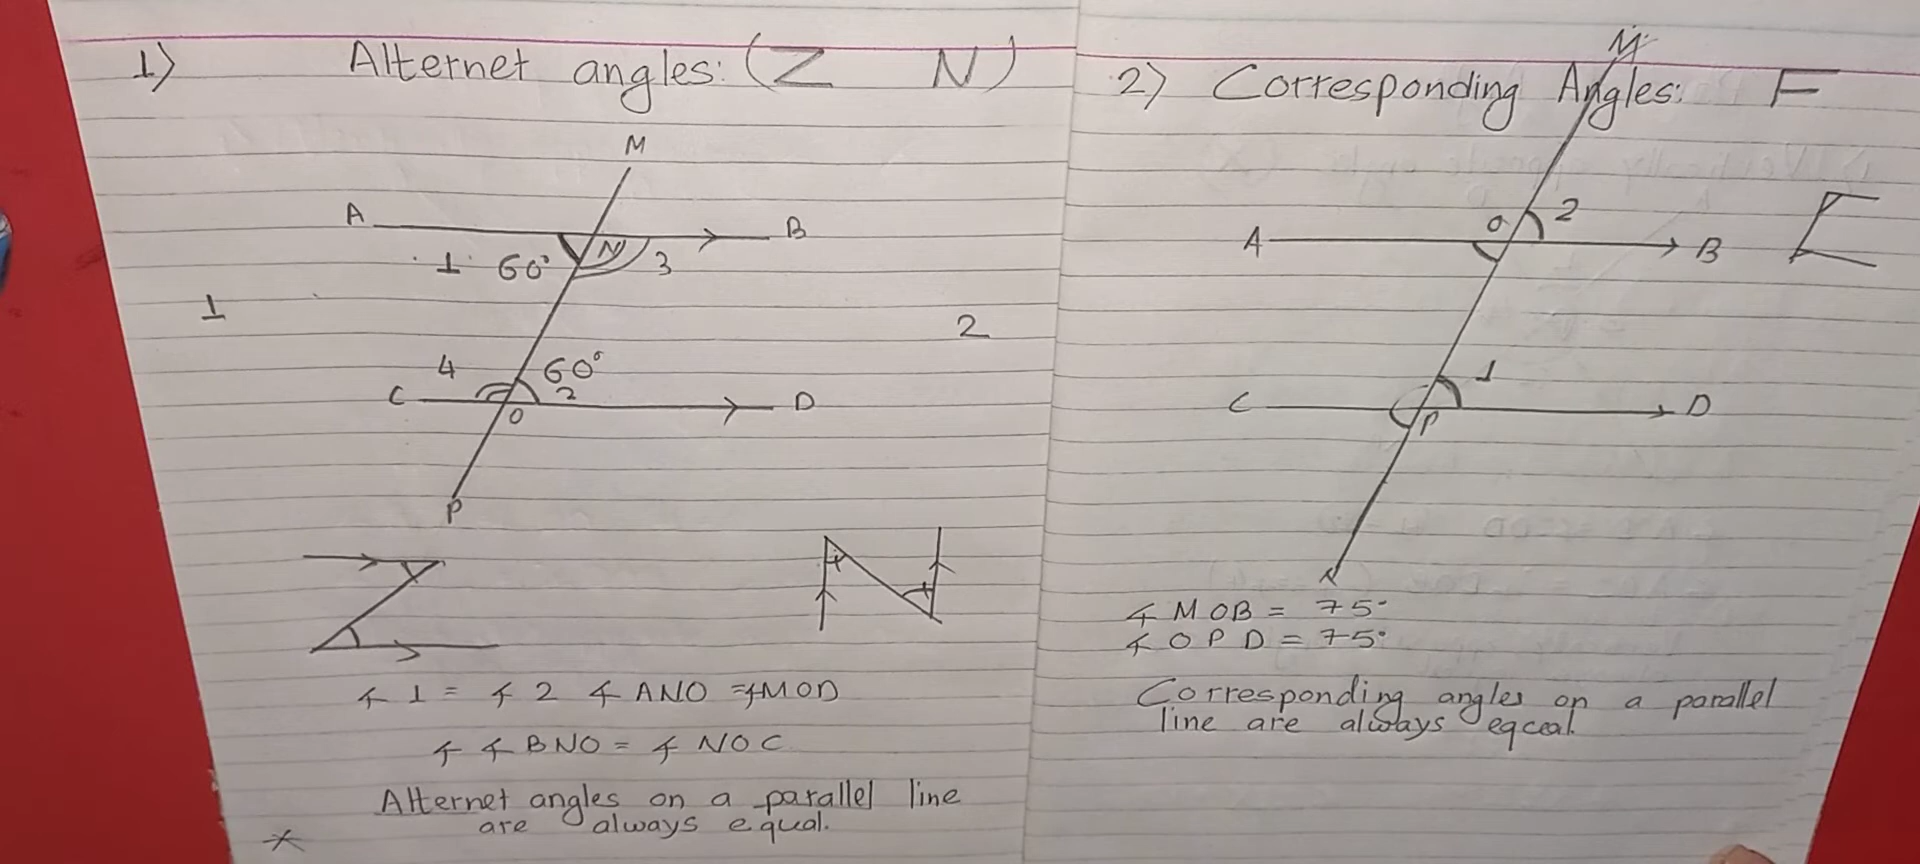 1) Alternet angles: (Z N)
M
A B
1 60° N 3
1
2
4 60°
C 2 D
O
P
∡ 1 = ∡ 2 ∡ ANO = ∡MOD
∡ ∡ BNO = ∡ NOC
Alternet angles on a parallel line
are always equal.
M
2) Corresponding Angles: F
O 2
A B
1
C D
P
N
∡ MOB = 75°
∡ OPD = 75°
Corresponding angles on a parallel
line are always eqcal.